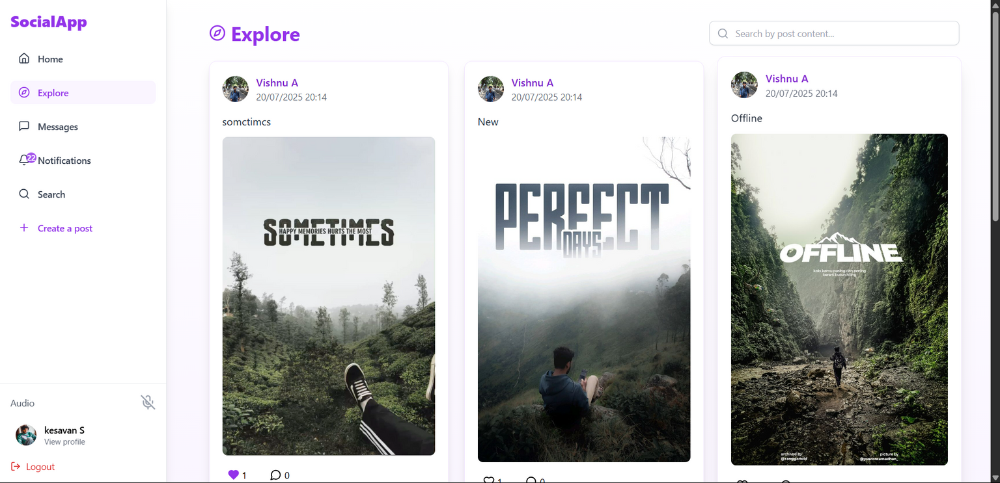 SocialApp
Home
Explore
Messages
22
Notifications
Search
Create a post
Audio
kesavan S
View profile
Logout
Explore
Search by post content...
Vishnu A
20/07/2025 20:14
somctimcs
SOMETIMES
HAPPY MEMORIES HURTS THE MOST
1
0
Vishnu A
20/07/2025 20:14
New
PERFECT
DAYS
1
0
Vishnu A
20/07/2025 20:14
Offline
OFFLINE
kalo kamu pusing dan pening
berarti butuh hiling
archived by
@rangganoid
picture by
@yusronramadhan_